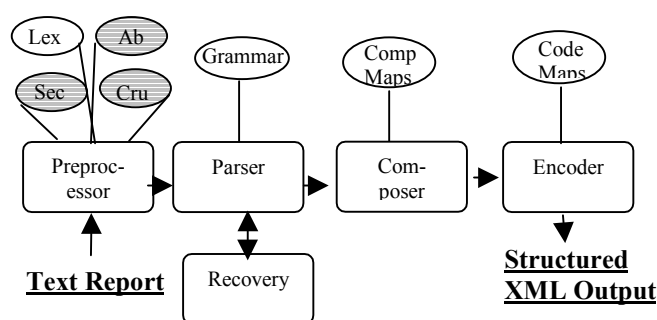 Lex
Ab
Sec
Cru
Grammar
Comp
Maps
Code
Maps
Preproc-
essor
Parser
Com-
poser
Encoder
Text Report
Recovery
Structured
XML Output